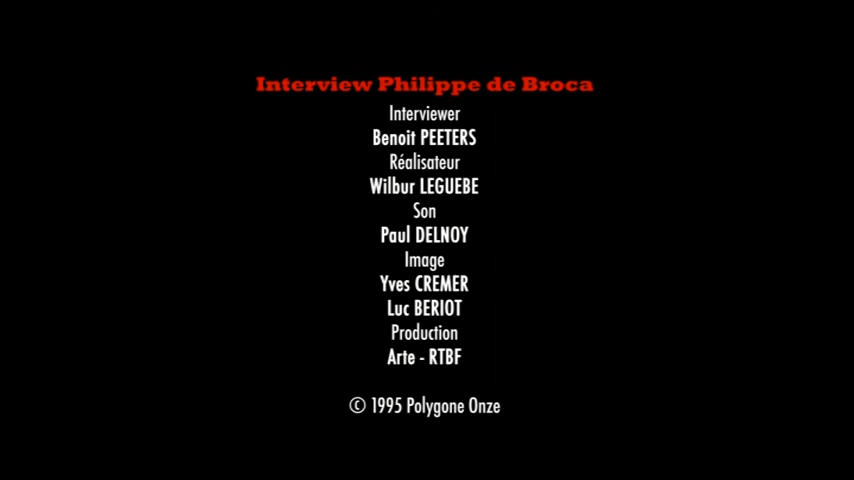 Interview Philippe de Broca
Interviewer
Benoit PEETERS
Réalisateur
Wilbur LEGUEBE
Son
Paul DELNOY
Image
Yves CREMER
Luc BERIOT
Production
Arte - RTBF
© 1995 Polygone Onze